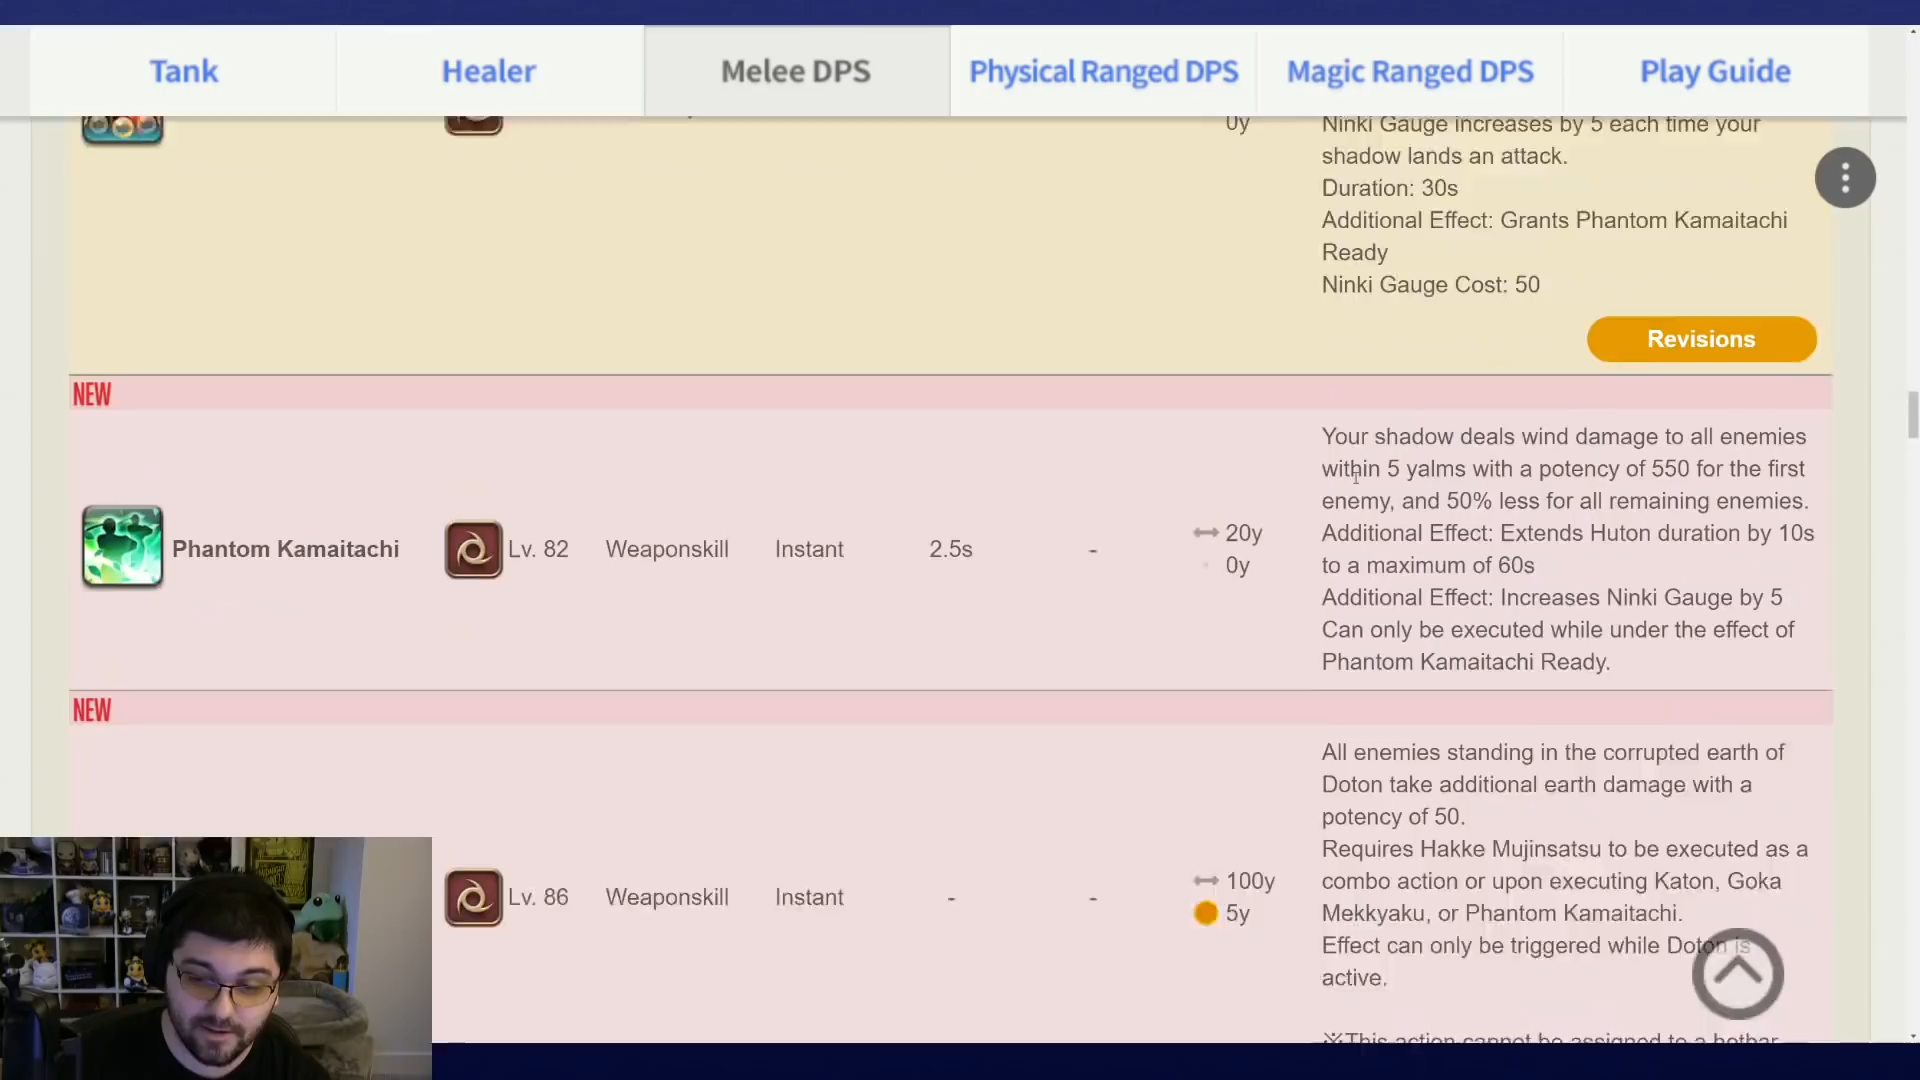 Tank
Healer
Melee DPS
Physical Ranged DPS
Magic Ranged DPS
Play Guide
0y
Ninki Gauge increases by 5 each time your
shadow lands an attack.
Duration: 30s
Additional Effect: Grants Phantom Kamaitachi
Ready
Ninki Gauge Cost: 50
Revisions
NEW
Phantom Kamaitachi
Lv. 82
Weaponskill
Instant
2.5s
-
20y
0y
Your shadow deals wind damage to all enemies
within 5 yalms with a potency of 550 for the first
enemy, and 50% less for all remaining enemies.
Additional Effect: Extends Huton duration by 10s
to a maximum of 60s
Additional Effect: Increases Ninki Gauge by 5
Can only be executed while under the effect of
Phantom Kamaitachi Ready.
NEW
Lv. 86
Weaponskill
Instant
-
-
100y
5y
All enemies standing in the corrupted earth of
Doton take additional earth damage with a
potency of 50.
Requires Hakke Mujinsatsu to be executed as a
combo action or upon executing Katon, Goka
Mekkyaku, or Phantom Kamaitachi.
Effect can only be triggered while Doton is
active.
※This action cannot be assigned to a hotbar